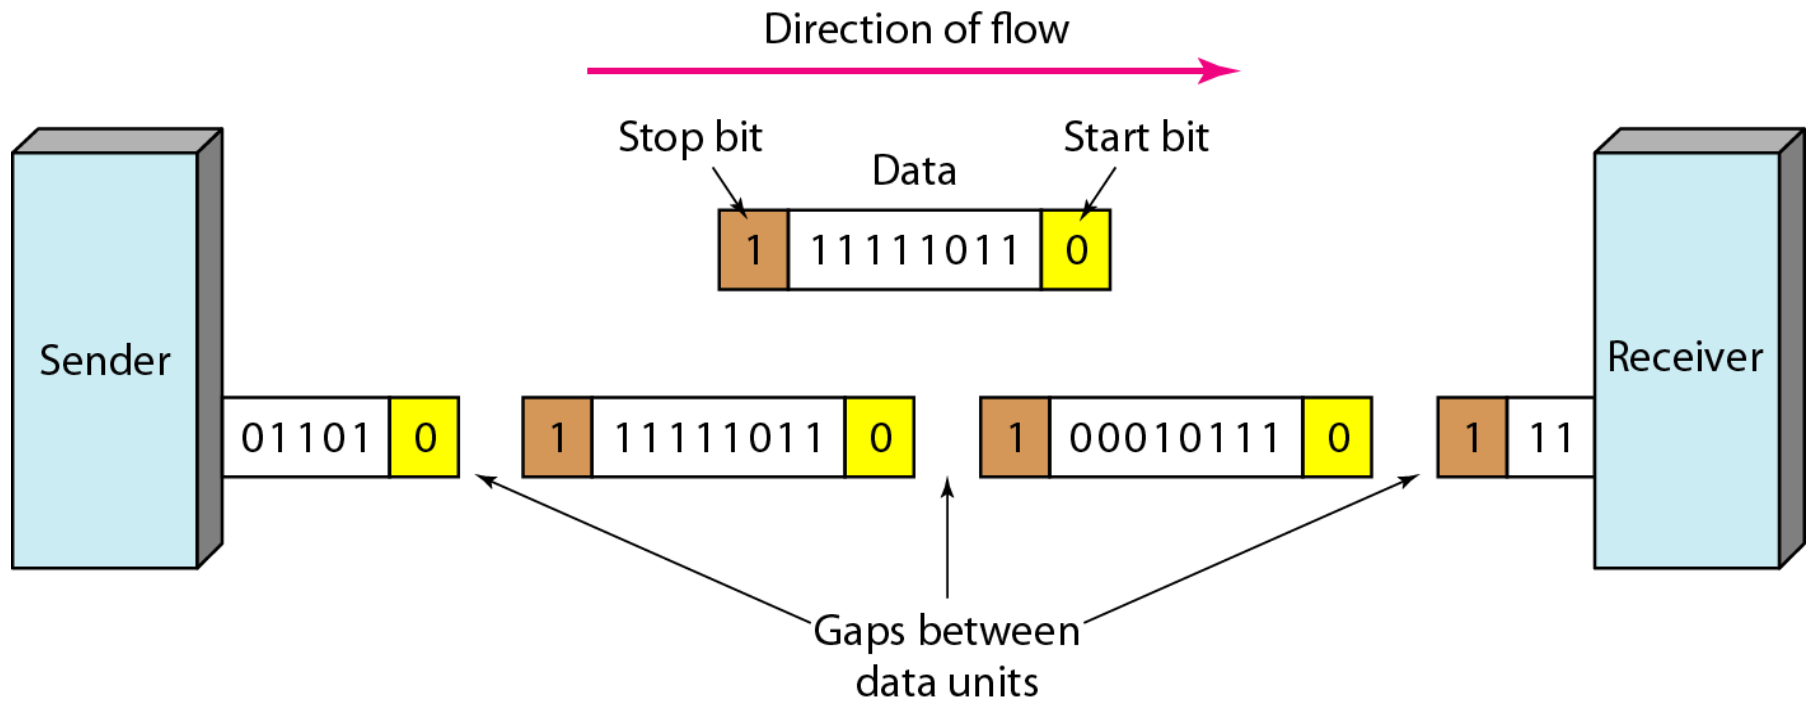 Direction of flow
Stop bit
Start bit
Data
1 11111011 0
Sender
Receiver
01101 0 1 11111011 0 1 00010111 0 1 11
Gaps between
data units